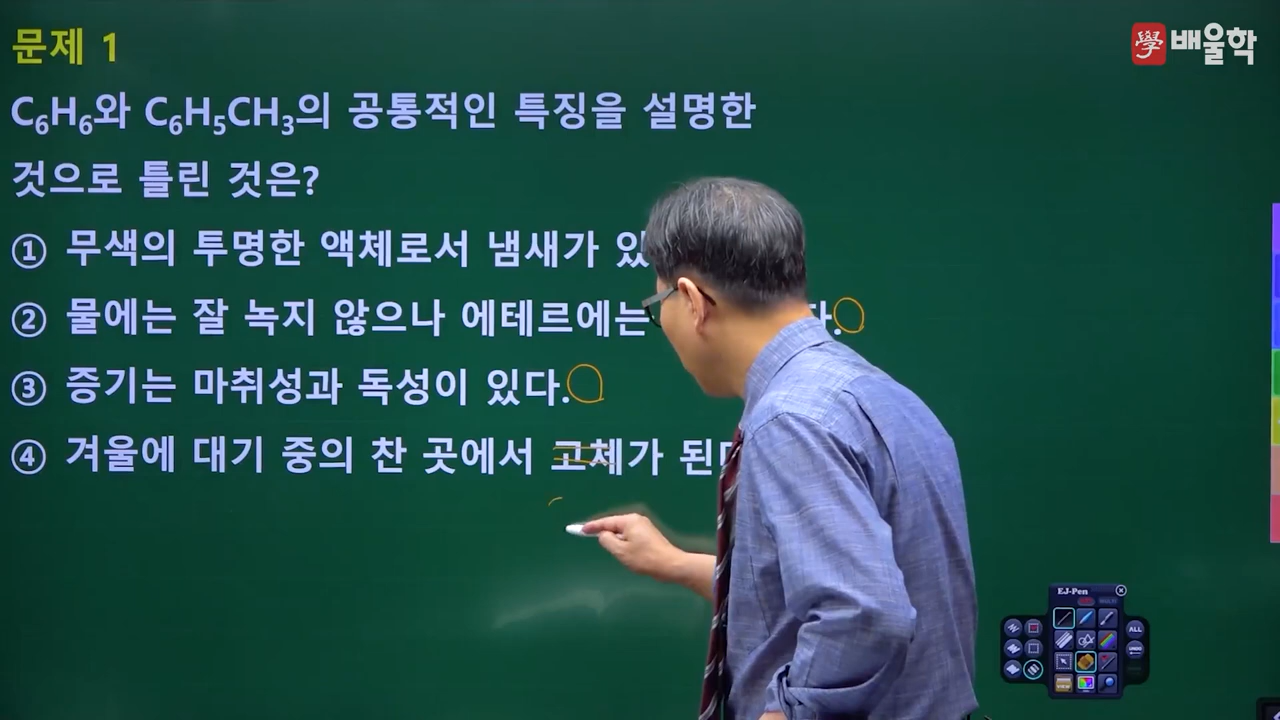 문제 1
學 배울학
C₆H₆와 C₆H₅CH₃의 공통적인 특징을 설명한
것으로 틀린 것은?
① 무색의 투명한 액체로서 냄새가
② 물에는 잘 녹지 않으나 에테르에는
③ 증기는 마취성과 독성이 있다.
④ 겨울에 대기 중의 찬 곳에서 고체가
EJ-Pen
ALL